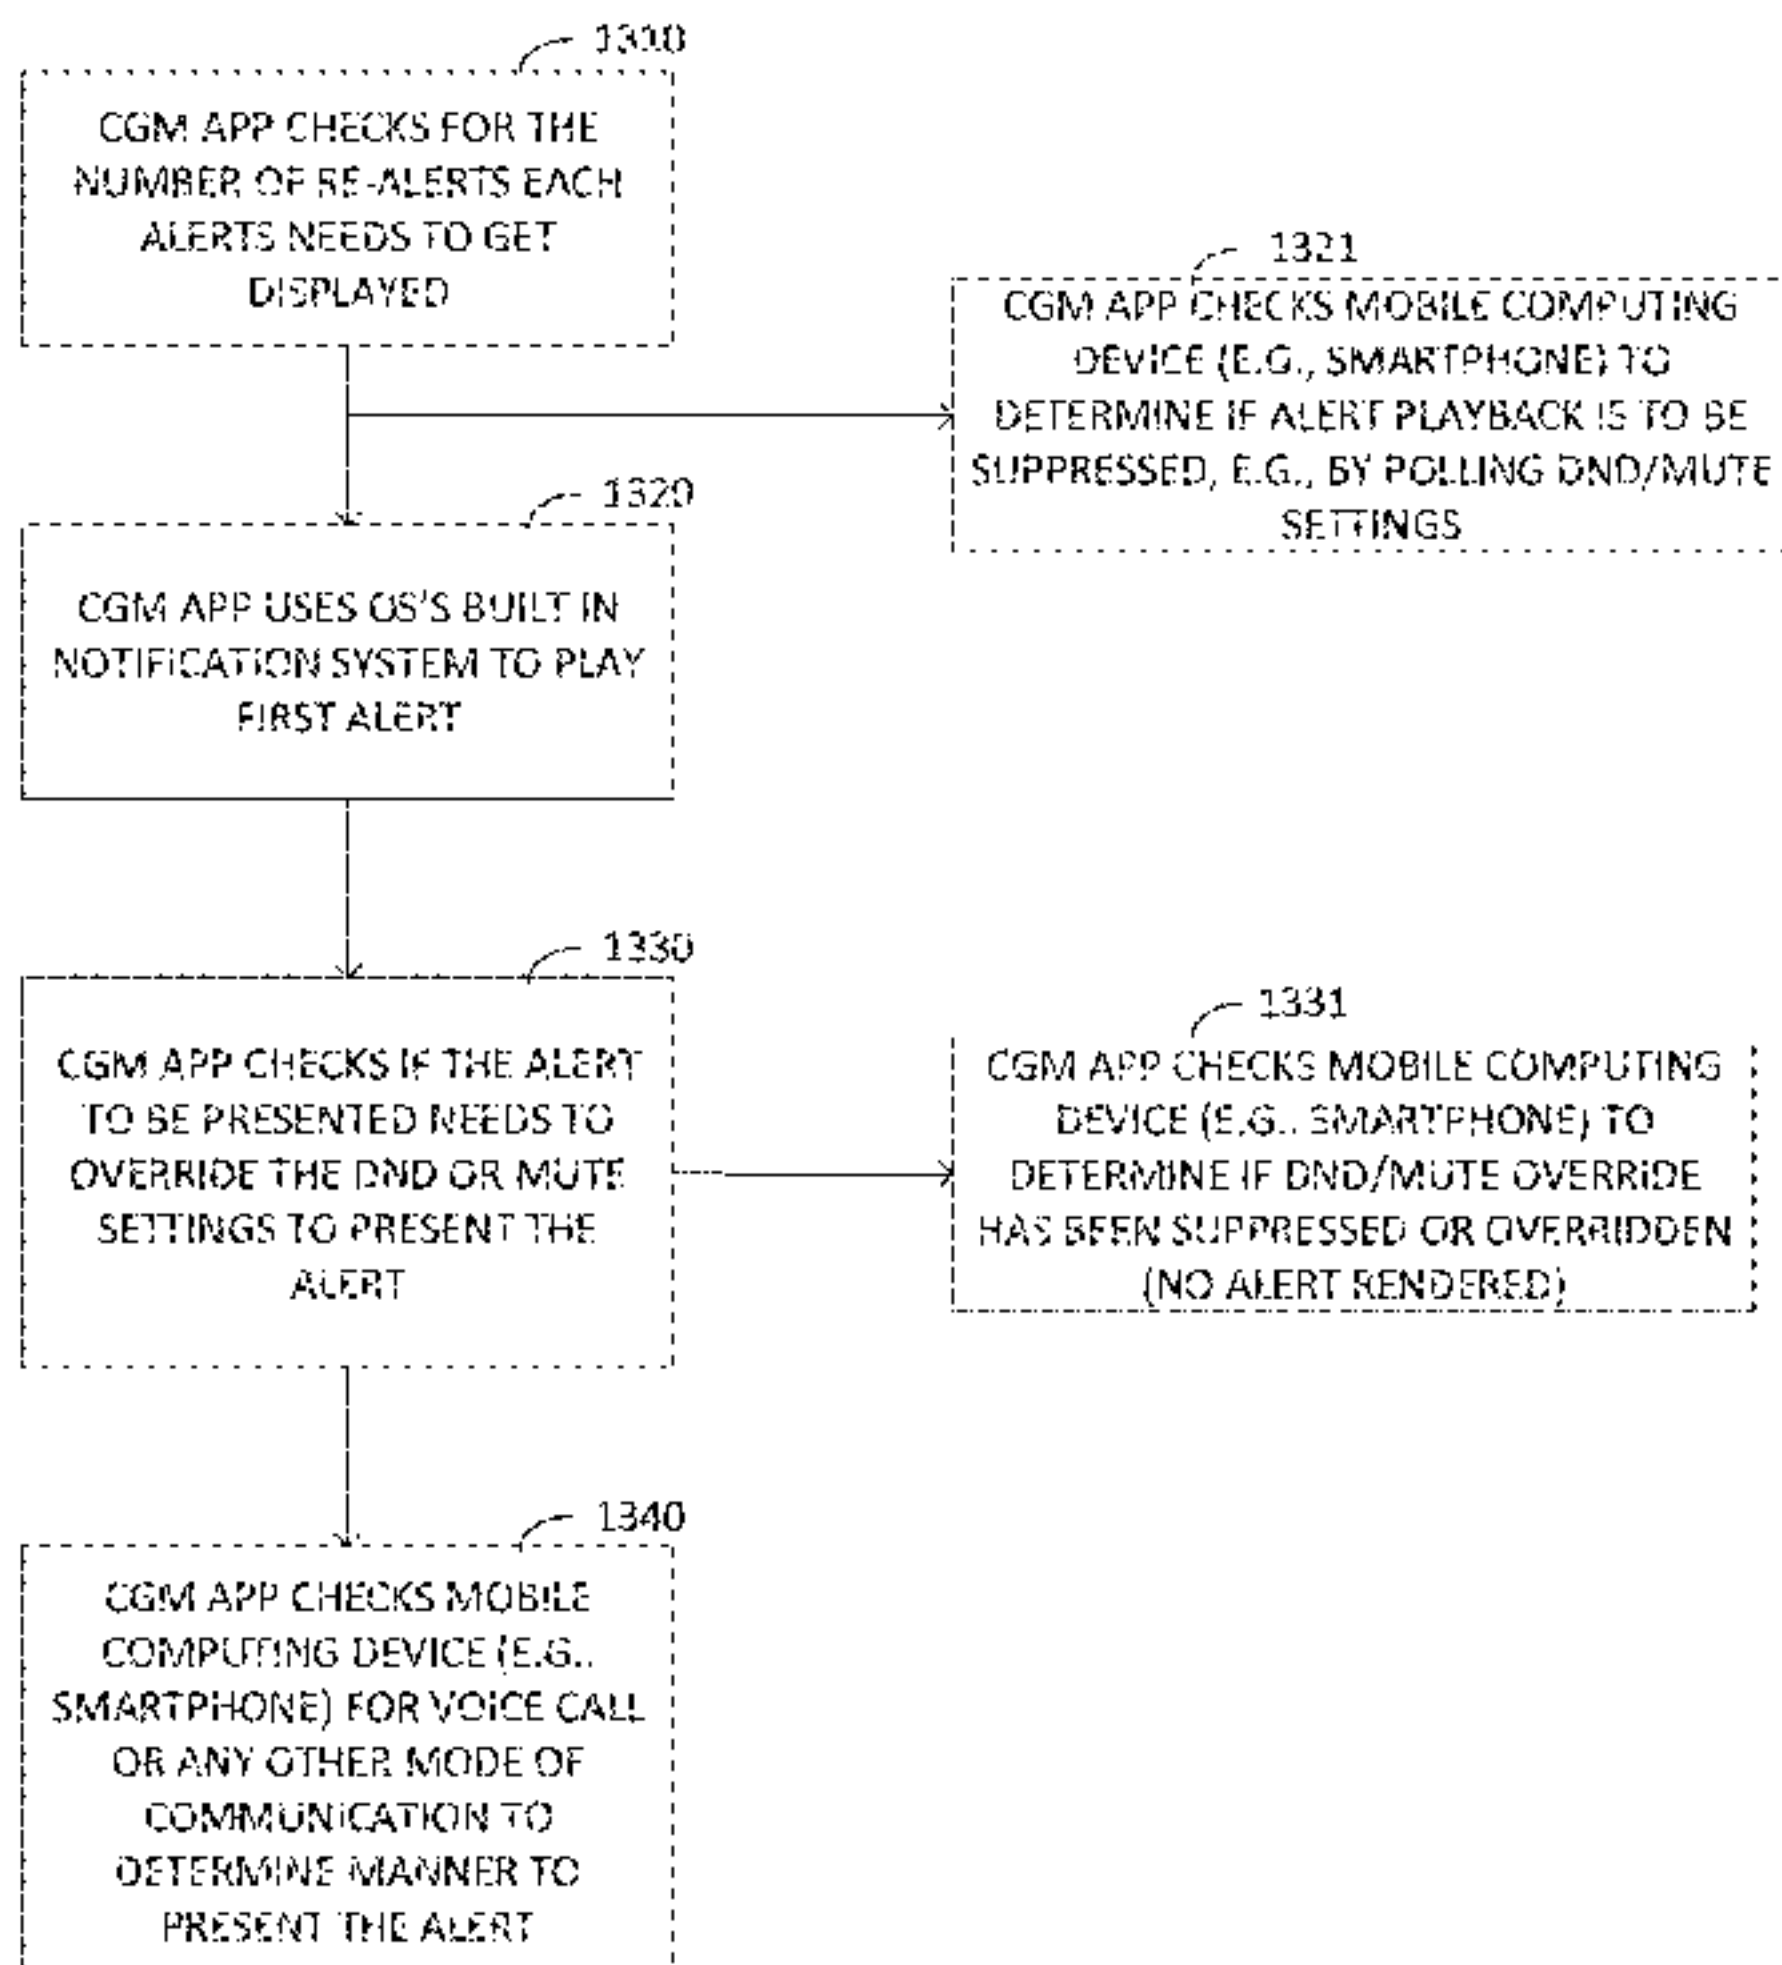 1310
CGM APP CHECKS FOR THE
NUMBER OF RE-ALERTS EACH
ALERTS NEEDS TO GET
DISPLAYED
1321
CGM APP CHECKS MOBILE COMPUTING
DEVICE (E.G., SMARTPHONE) TO
DETERMINE IF ALERT PLAYBACK IS TO BE
SUPPRESSED, E.G., BY POLLING DND/MUTE
SETTINGS
1320
CGM APP USES OS'S BUILT IN
NOTIFICATION SYSTEM TO PLAY
FIRST ALERT
1330
CGM APP CHECKS IF THE ALERT
TO BE PRESENTED NEEDS TO
OVERRIDE THE DND OR MUTE
SETTINGS TO PRESENT THE
ALERT
1331
CGM APP CHECKS MOBILE COMPUTING
DEVICE (E.G., SMARTPHONE) TO
DETERMINE IF DND/MUTE OVERRIDE
HAS BEEN SUPPRESSED OR OVERRIDDEN
(NO ALERT RENDERED)
1340
CGM APP CHECKS MOBILE
COMPUTING DEVICE (E.G.,
SMARTPHONE) FOR VOICE CALL
OR ANY OTHER MODE OF
COMMUNICATION TO
DETERMINE MANNER TO
PRESENT THE ALERT